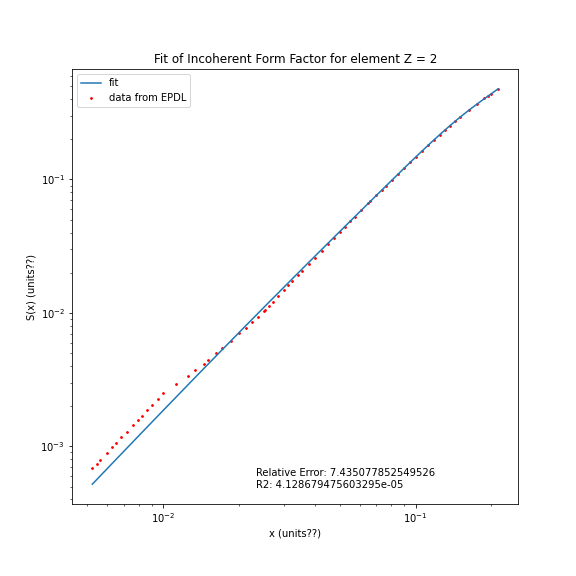 Fit of Incoherent Form Factor for element Z = 2
fit
data from EPDL
10⁻¹
10⁻²
10⁻³
S(x) (units??)
Relative Error: 7.435077852549526
R2: 4.128679475603295e-05
10⁻² 10⁻¹
x (units??)